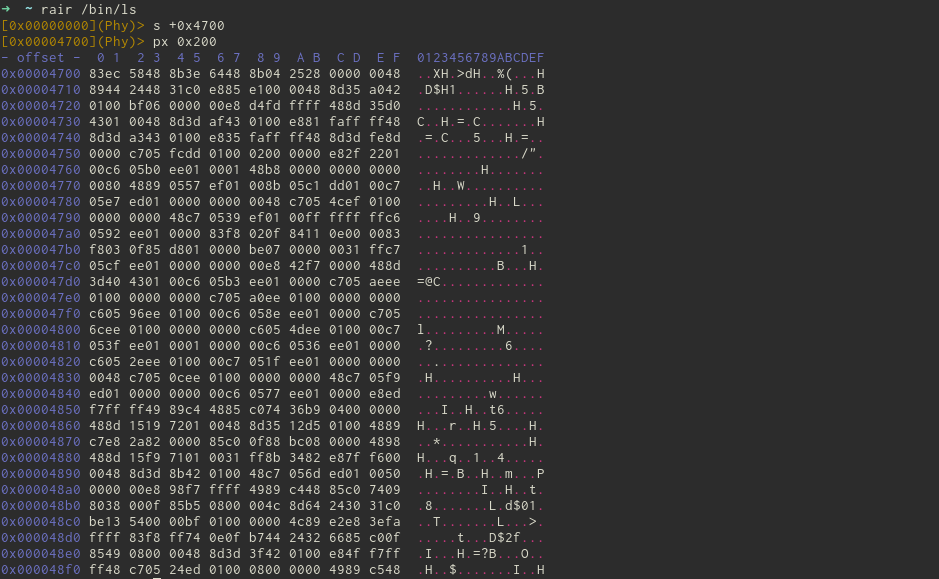 ➜  ~ rair /bin/ls
[0x00000000](Phy)> s +0x4700
[0x00004700](Phy)> px 0x200
- offset -  0 1  2 3  4 5  6 7  8 9  A B  C D  E F  0123456789ABCDEF
0x00004700 83ec 5848 8b3e 6448 8b04 2528 0000 0048  ..XH.>dH..%(...H
0x00004710 8944 2448 31c0 e885 e100 0048 8d35 a042  .D$H1......H.5.B
0x00004720 0100 bf06 0000 00e8 d4fd ffff 488d 35d0  ............H.5.
0x00004730 4301 0048 8d3d af43 0100 e881 faff ff48  C..H.=.C.......H
0x00004740 8d3d a343 0100 e835 faff ff48 8d3d fe8d  .=.C...5...H.=..
0x00004750 0000 c705 fcdd 0100 0200 0000 e82f 2201  ............./".
0x00004760 00c6 05b0 ee01 0001 48b8 0000 0000 0000  ........H.......
0x00004770 0080 4889 0557 ef01 008b 05c1 dd01 00c7  ..H..W..........
0x00004780 05e7 ed01 0000 0000 0048 c705 4cef 0100  .........H..L...
0x00004790 0000 0000 48c7 0539 ef01 00ff ffff ffc6  ....H..9........
0x000047a0 0592 ee01 0000 83f8 020f 8411 0e00 0083  ................
0x000047b0 f803 0f85 d801 0000 be07 0000 0031 ffc7  .............1..
0x000047c0 05cf ee01 0000 0000 00e8 42f7 0000 488d  ..........B...H.
0x000047d0 3d40 4301 00c6 05b3 ee01 0000 c705 aeee  =@C.............
0x000047e0 0100 0000 0000 c705 a0ee 0100 0000 0000  ................
0x000047f0 c605 96ee 0100 00c6 058e ee01 0000 c705  ................
0x00004800 6cee 0100 0000 0000 c605 4dee 0100 00c7  l.........M.....
0x00004810 053f ee01 0001 0000 00c6 0536 ee01 0000  .?.........6....
0x00004820 c605 2eee 0100 00c7 051f ee01 0000 0000  ................
0x00004830 0048 c705 0cee 0100 0000 0000 48c7 05f9  .H..........H...
0x00004840 ed01 0000 0000 00c6 0577 ee01 0000 e8ed  .........w......
0x00004850 f7ff ff49 89c4 4885 c074 36b9 0400 0000  ...I..H..t6.....
0x00004860 488d 1519 7201 0048 8d35 12d5 0100 4889  H...r..H.5....H.
0x00004870 c7e8 2a82 0000 85c0 0f88 bc08 0000 4898  ..*...........H.
0x00004880 488d 15f9 7101 0031 ff8b 3482 e87f f600  H...q..1..4.....
0x00004890 0048 8d3d 8b42 0100 48c7 056d ed01 0050  .H.=.B..H..m...P
0x000048a0 0000 00e8 98f7 ffff 4989 c448 85c0 7409  ........I..H..t.
0x000048b0 8038 000f 85b5 0800 004c 8d64 2430 31c0  .8.......L.d$01.
0x000048c0 be13 5400 00bf 0100 0000 4c89 e2e8 3efa  ..T.......L...>.
0x000048d0 ffff 83f8 ff74 0e0f b744 2432 6685 c00f  .....t...D$2f...
0x000048e0 8549 0800 0048 8d3d 3f42 0100 e84f f7ff  .I...H.=?B...O..
0x000048f0 ff48 c705 24ed 0100 0800 0000 4989 c548  .H..$.......I..H